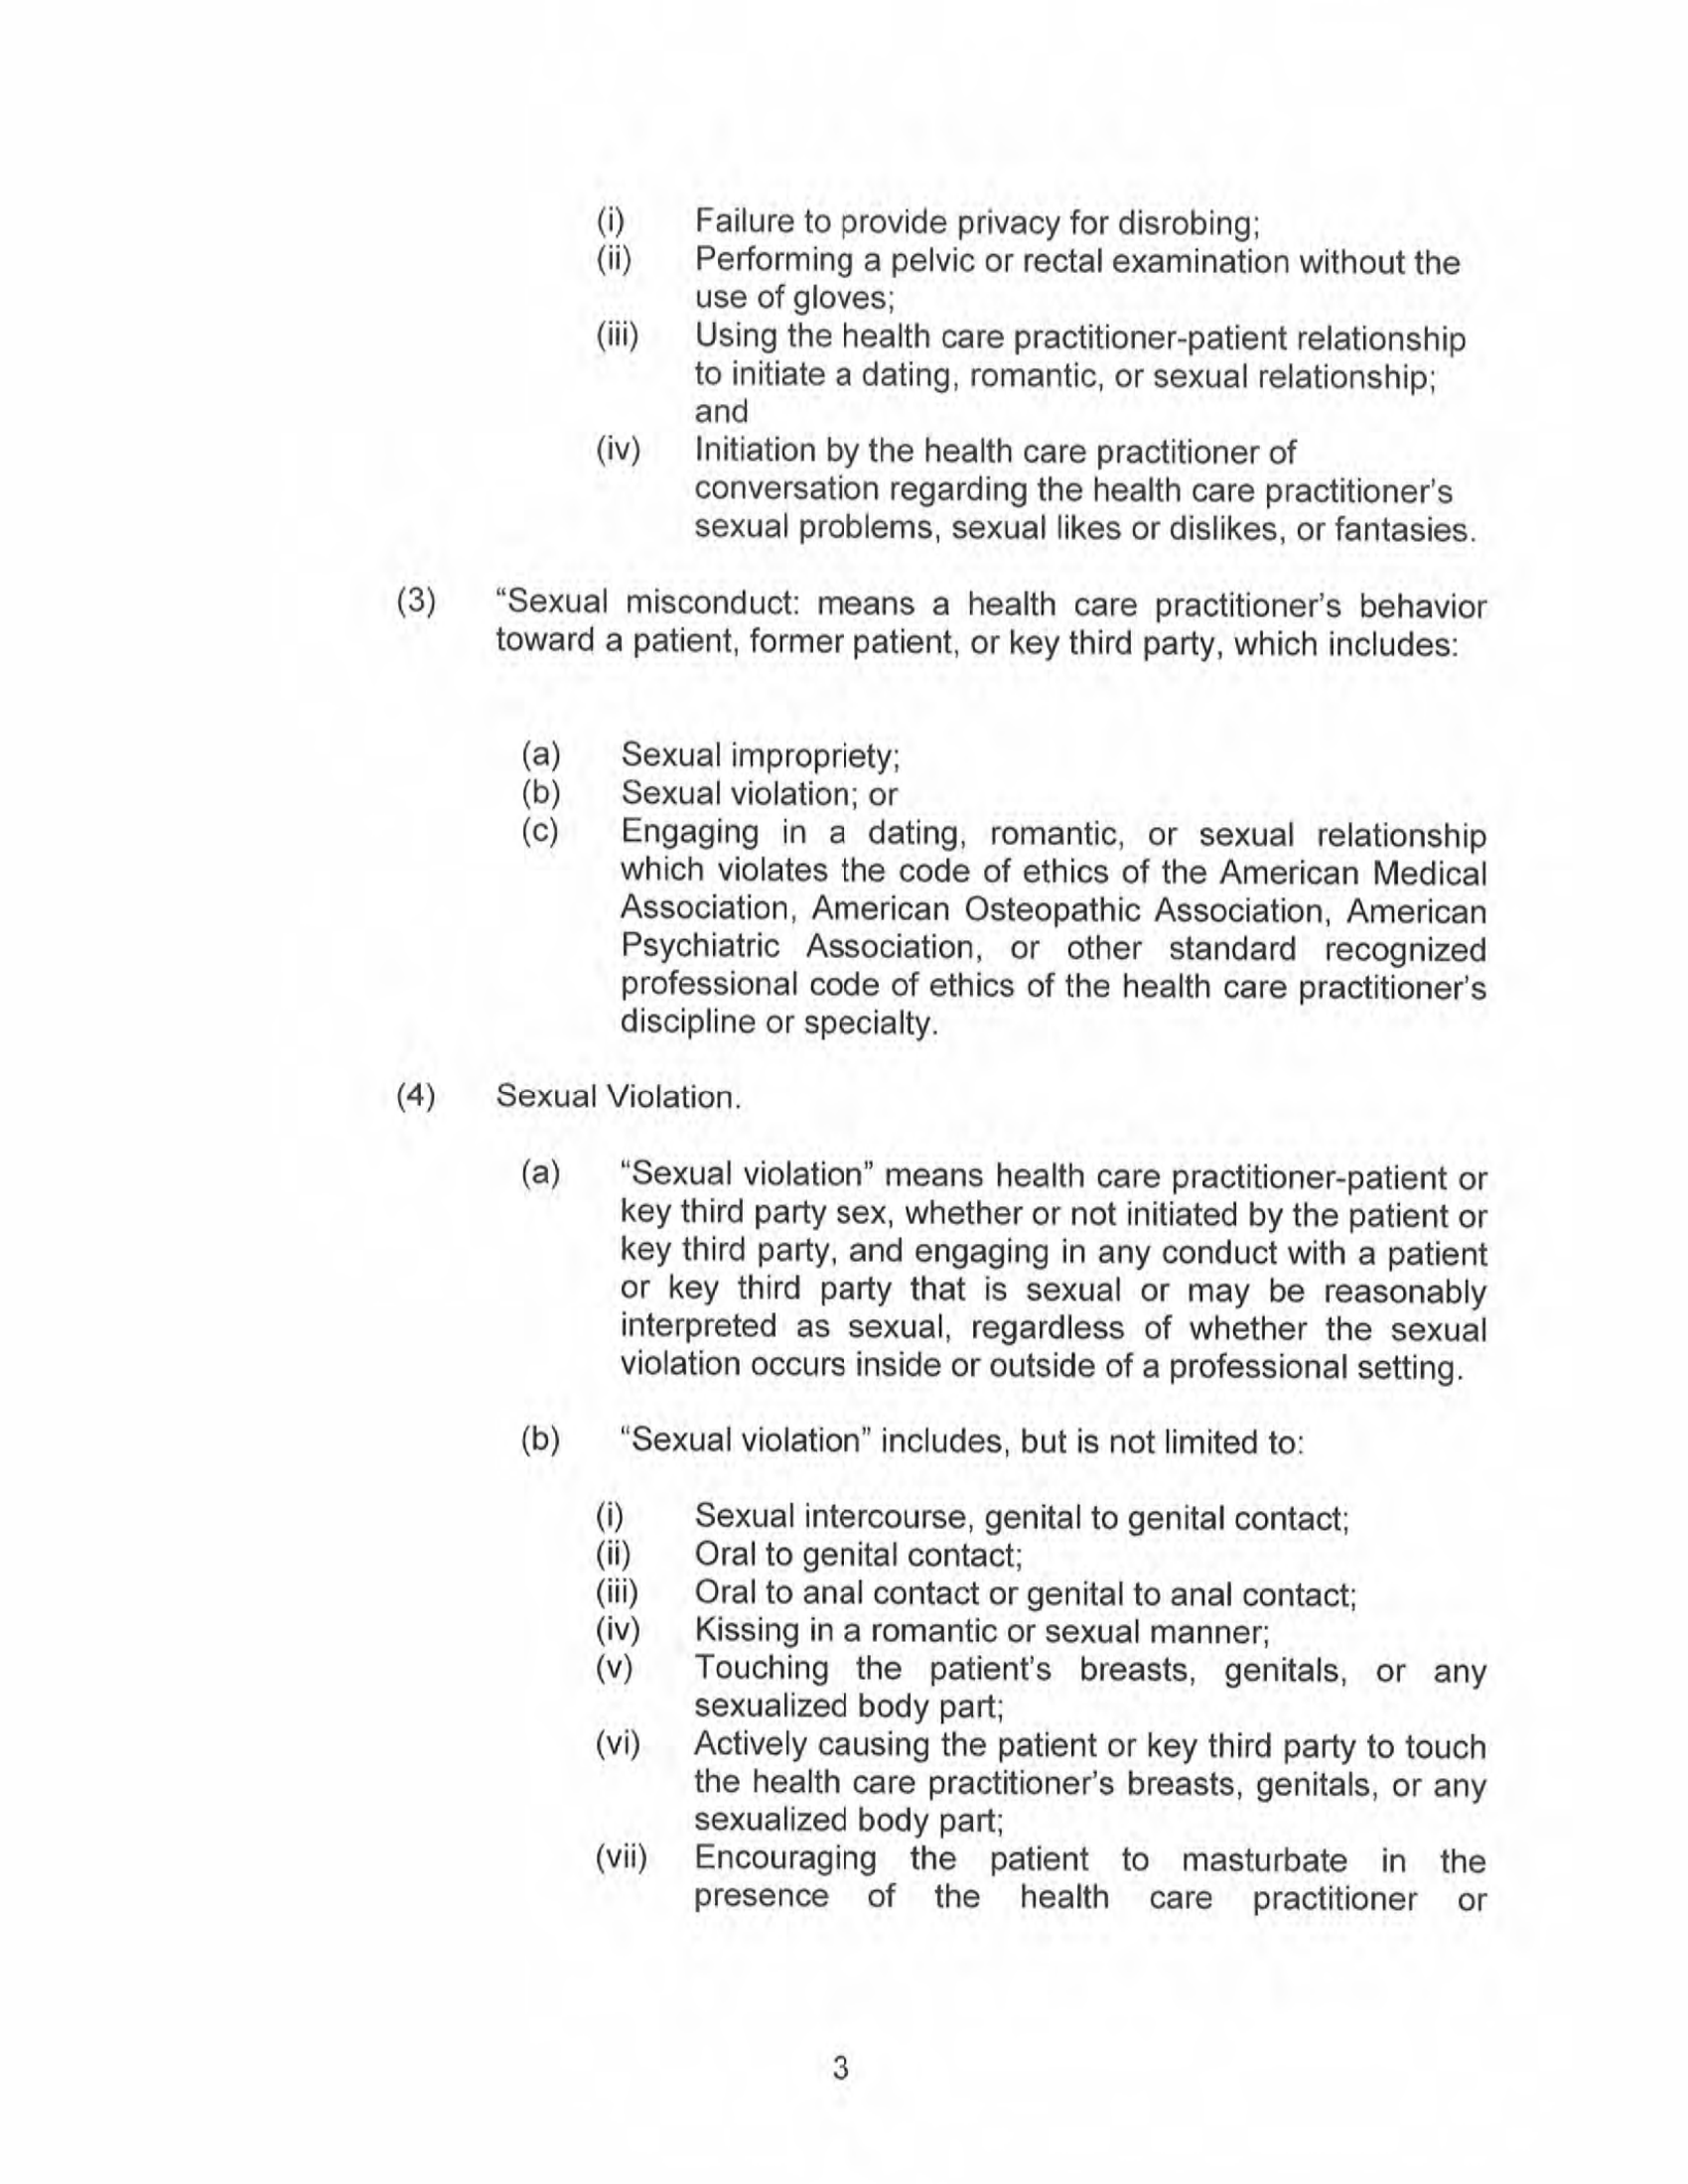 (i) Failure to provide privacy for disrobing;
(ii) Performing a pelvic or rectal examination without the
use of gloves;
(iii) Using the health care practitioner-patient relationship
to initiate a dating, romantic, or sexual relationship;
and
(iv) Initiation by the health care practitioner of
conversation regarding the health care practitioner's
sexual problems, sexual likes or dislikes, or fantasies.
(3) “Sexual misconduct: means a health care practitioner's behavior
toward a patient, former patient, or key third party, which includes:
(a) Sexual impropriety;
(b) Sexual violation; or
(c) Engaging in a dating, romantic, or sexual relationship
which violates the code of ethics of the American Medical
Association, American Osteopathic Association, American
Psychiatric Association, or other standard recognized
professional code of ethics of the health care practitioner's
discipline or specialty.
(4) Sexual Violation.
(a) “Sexual violation” means health care practitioner-patient or
key third party sex, whether or not initiated by the patient or
key third party, and engaging in any conduct with a patient
or key third party that is sexual or may be reasonably
interpreted as sexual, regardless of whether the sexual
violation occurs inside or outside of a professional setting.
(b) “Sexual violation” includes, but is not limited to:
(i) Sexual intercourse, genital to genital contact;
(ii) Oral to genital contact;
(iii) Oral to anal contact or genital to anal contact;
(iv) Kissing in a romantic or sexual manner;
(v) Touching the patient's breasts, genitals, or any
sexualized body part;
(vi) Actively causing the patient or key third party to touch
the health care practitioner's breasts, genitals, or any
sexualized body part;
(vii) Encouraging the patient to masturbate in the
presence of the health care practitioner or
3